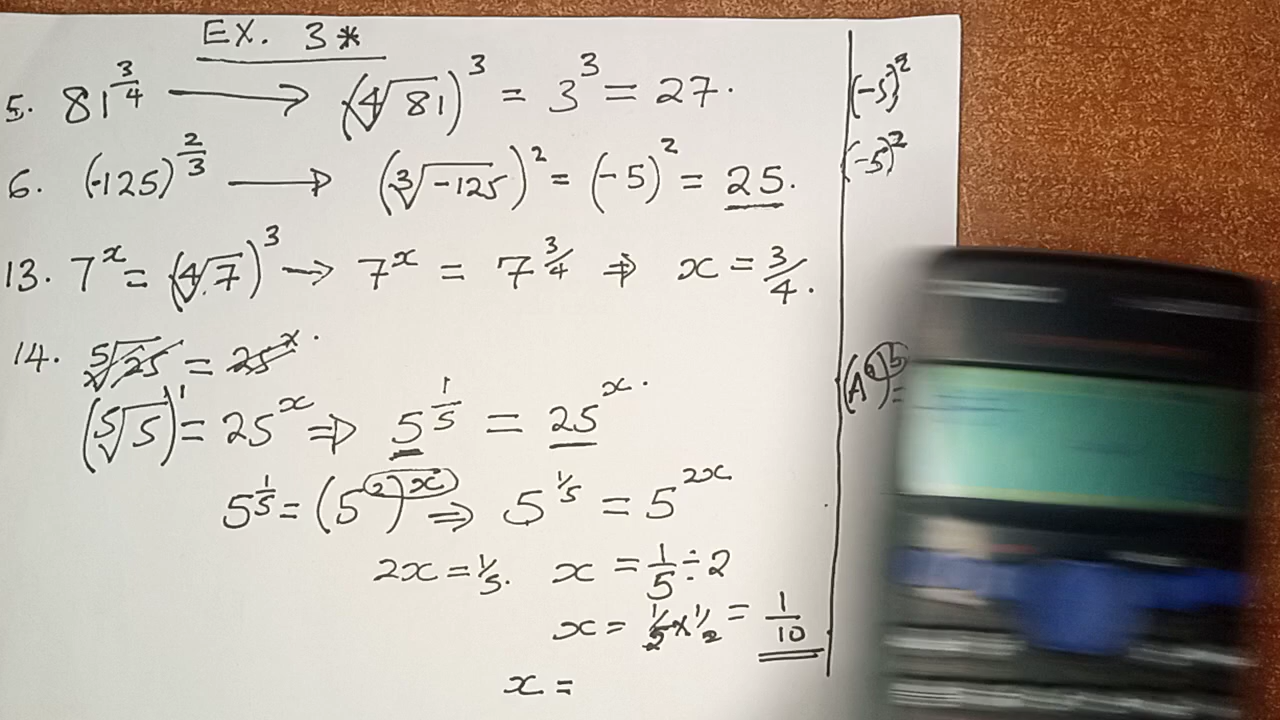 EX. 3*
5. 81^(3/4) → (∜81)^3 = 3^3 = 27.
6. (-125)^(2/3) → (∛-125)^2 = (-5)^2 = 25.
13. 7^x = (∜7)^3 → 7^x = 7^(3/4) ⇒ x = 3/4.
14. ⁵√25 = 25^x.
(⁵√5)^1 = 25^x ⇒ 5^(1/5) = 25^x.
5^(1/5) = (5^2)^x ⇒ 5^(1/5) = 5^(2x)
2x = 1/5. x = 1/5 ÷ 2
x = 1/5 x 1/2 = 1/10
x =
(-5)^2
(-5)^2